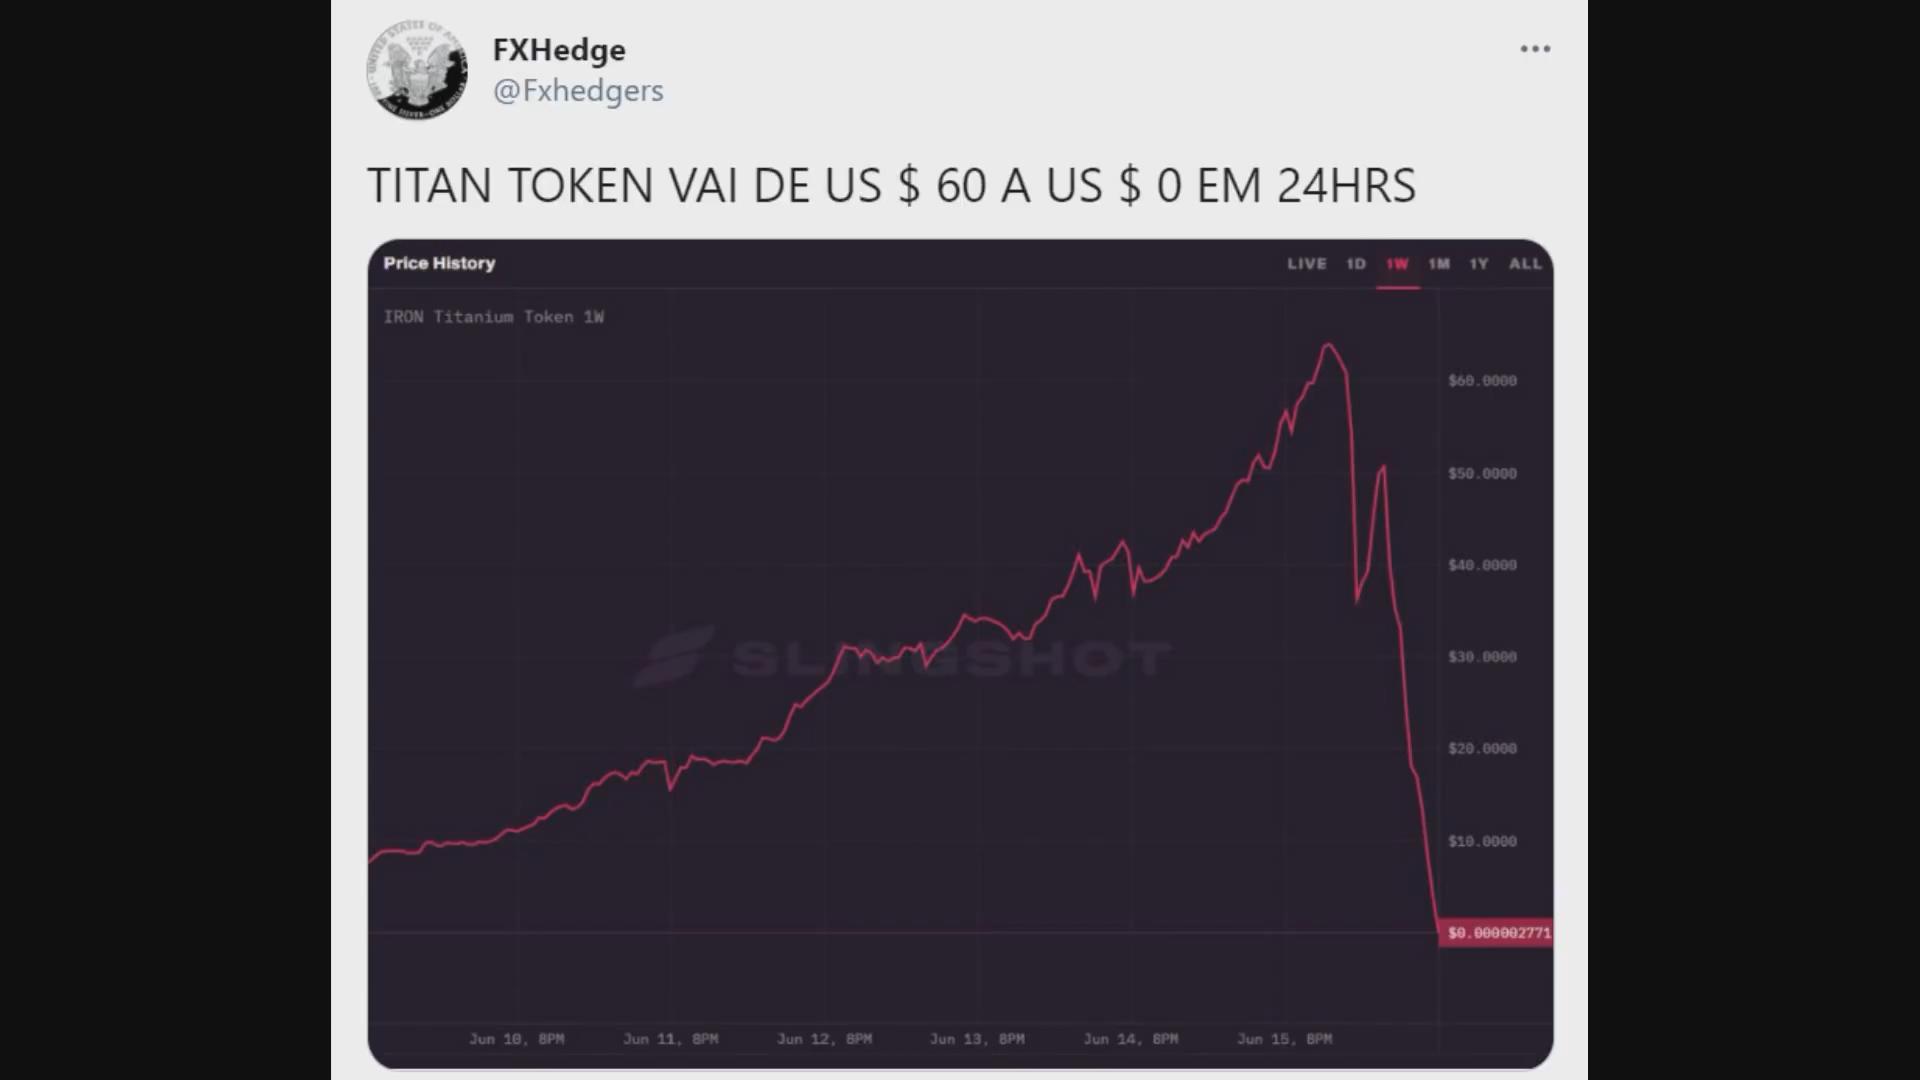 FXHedge
@Fxhedgers
TITAN TOKEN VAI DE US $ 60 A US $ 0 EM 24HRS
Price History
LIVE 1D 1W 1M 1Y ALL
IRON Titanium Token 1W
$60.0000
$50.0000
$40.0000
SLINGSHOT
$30.0000
$20.0000
$10.0000
$0.000002771
Jun 10, 8PM Jun 11, 8PM Jun 12, 8PM Jun 13, 8PM Jun 14, 8PM Jun 15, 8PM